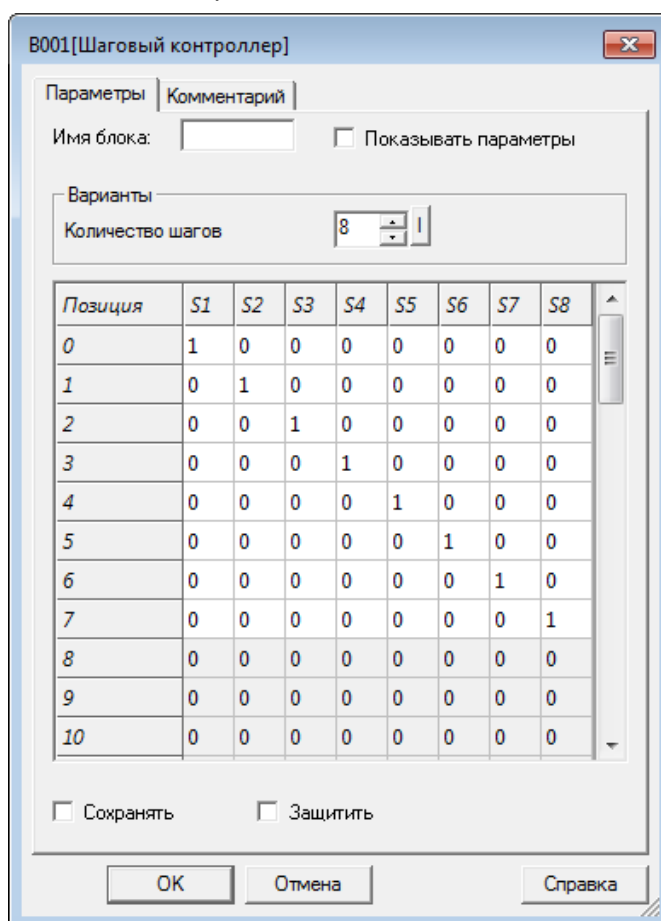 B001[Шаговый контроллер]
Параметры Комментарий
Имя блока: Показывать параметры
Варианты
Количество шагов 8 I
Позиция S1 S2 S3 S4 S5 S6 S7 S8
0 1 0 0 0 0 0 0 0
1 0 1 0 0 0 0 0 0
2 0 0 1 0 0 0 0 0
3 0 0 0 1 0 0 0 0
4 0 0 0 0 1 0 0 0
5 0 0 0 0 0 1 0 0
6 0 0 0 0 0 0 1 0
7 0 0 0 0 0 0 0 1
8 0 0 0 0 0 0 0 0
9 0 0 0 0 0 0 0 0
10 0 0 0 0 0 0 0 0
Сохранять Защитить
OK Отмена Справка